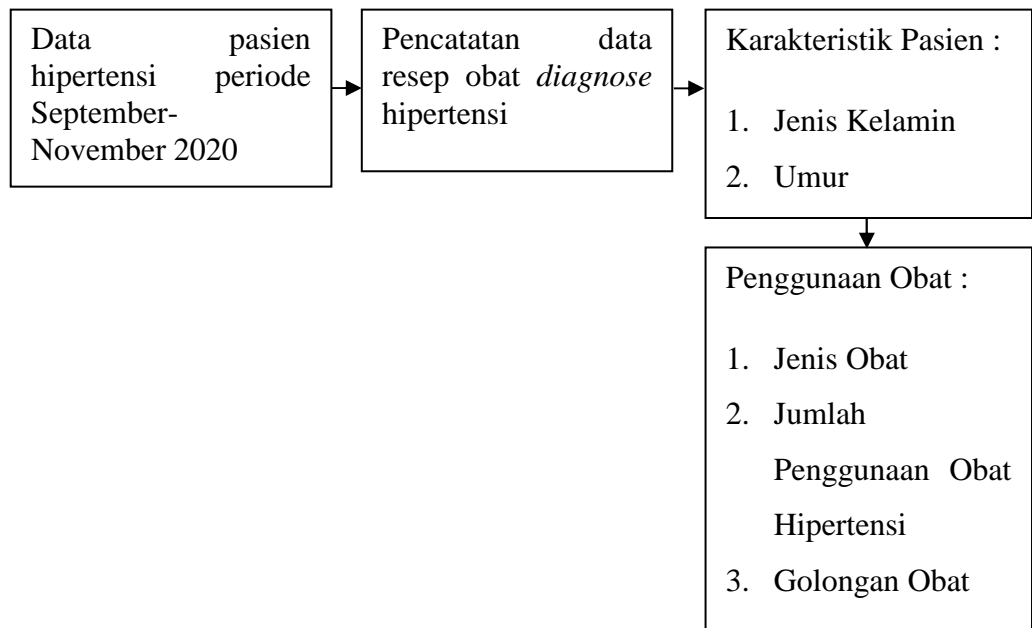 Data pasien
hipertensi periode
September-
November 2020
Pencatatan data
resep obat diagnose
hipertensi
Karakteristik Pasien :
1. Jenis Kelamin
2. Umur
Penggunaan Obat :
1. Jenis Obat
2. Jumlah
Penggunaan Obat
Hipertensi
3. Golongan Obat